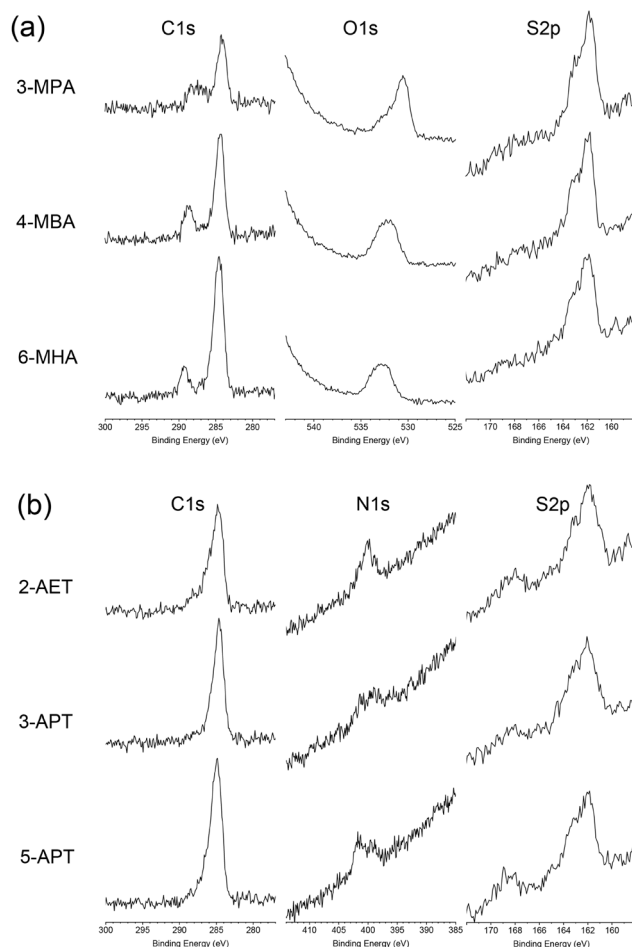 (a)
C1s O1s S2p
3-MPA
4-MBA
6-MHA
300 295 290 285 280 540 535 530 525 170 168 166 164 162 160
Binding Energy (eV) Binding Energy (eV) Binding Energy (eV)
(b)
C1s N1s S2p
2-AET
3-APT
5-APT
300 295 290 285 280 410 405 400 395 390 385 168 166 164 162 160
Binding Energy (eV) Binding Energy (eV) Binding Energy (eV)